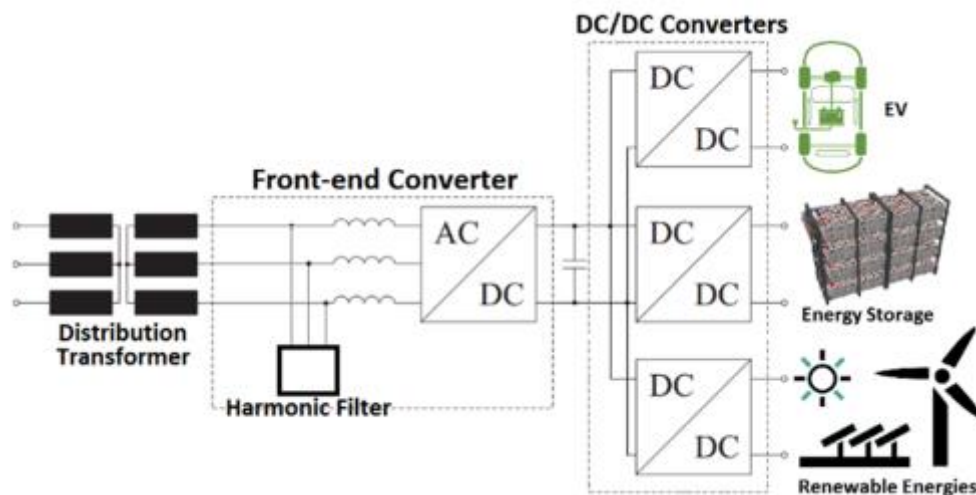 DC/DC Converters
DC
DC
EV
Front-end Converter
AC
DC
DC
DC
Energy Storage
Distribution
Transformer
Harmonic Filter
DC
DC
Renewable Energies